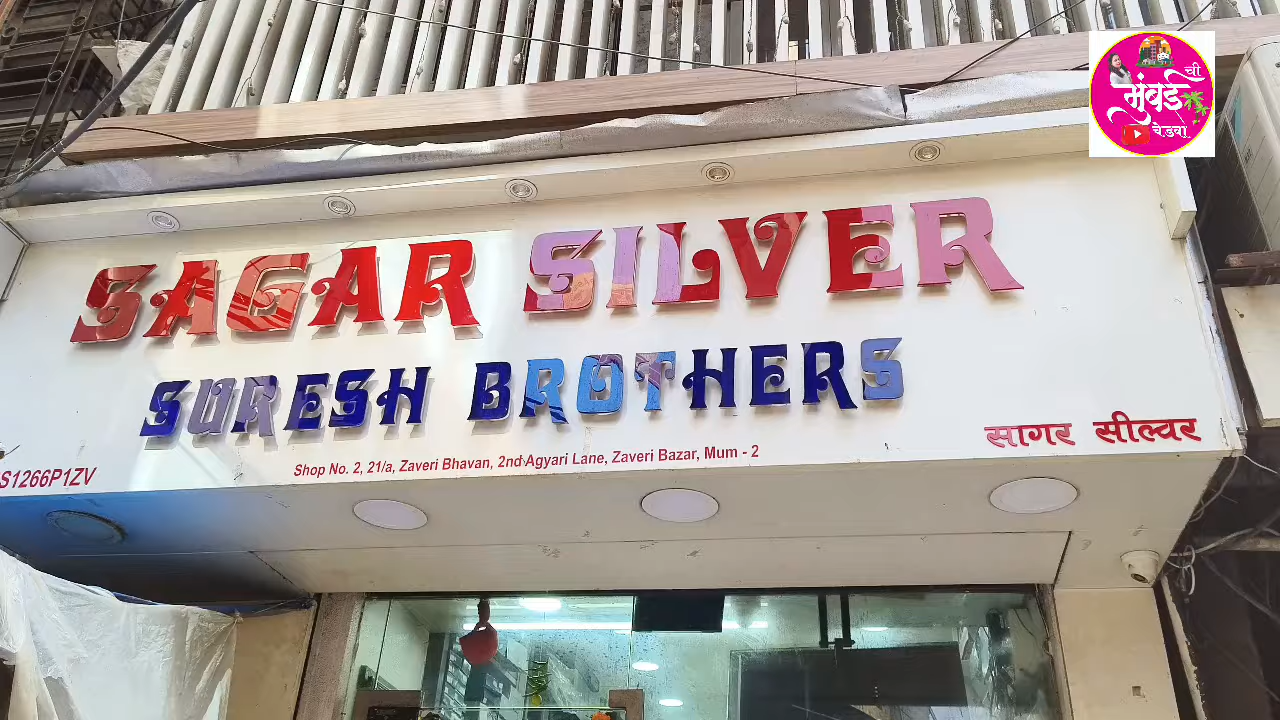 ची
मुंबई
चेडवा
SAGAR SILVER
SURESH BROTHERS
सागर सील्वर
Shop No. 2, 21/a, Zaveri Bhavan, 2nd Agyari Lane, Zaveri Bazar, Mum - 2
S1266P1ZV